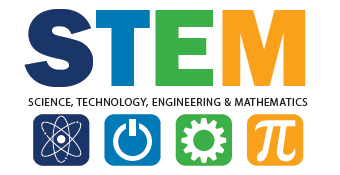 STEM
SCIENCE, TECHNOLOGY, ENGINEERING & MATHEMATICS
π